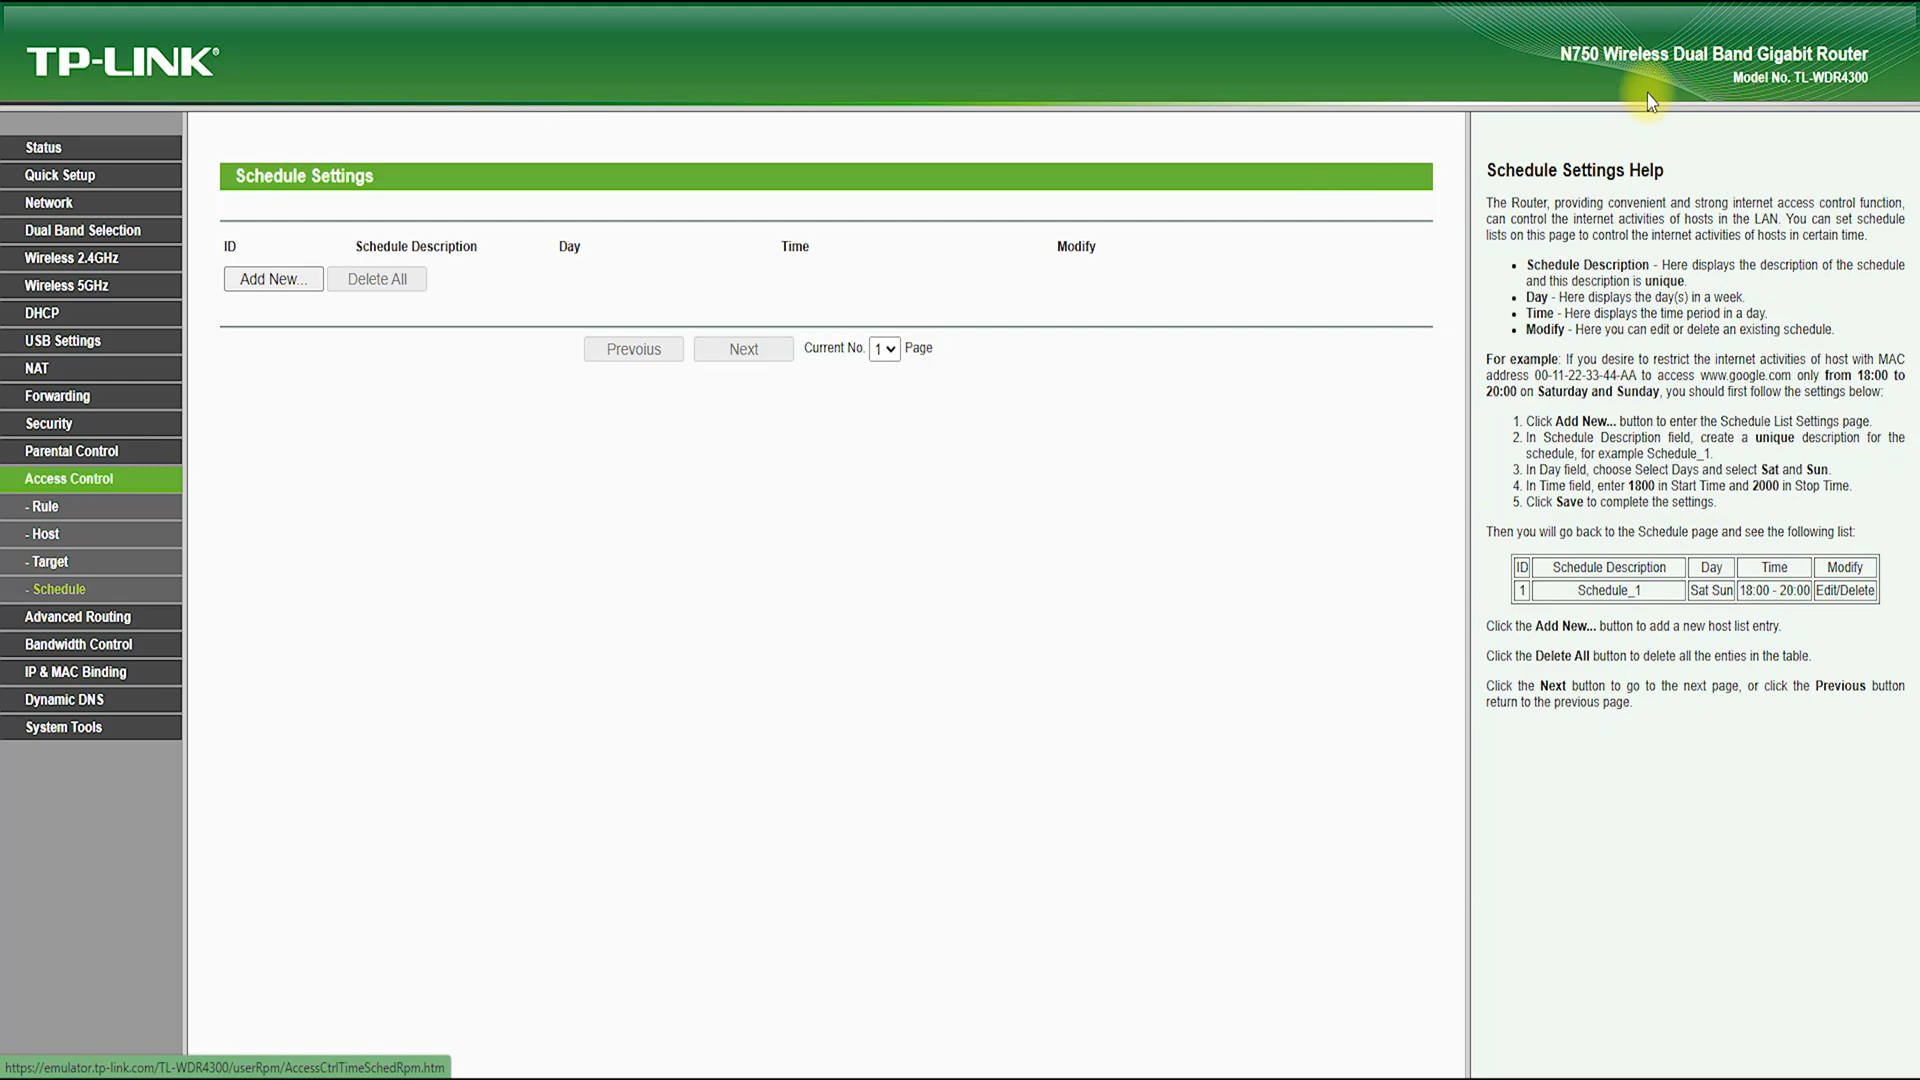 TP-LINK®
N750 Wireless Dual Band Gigabit Router
Model No. TL-WDR4300
Status
Quick Setup
Network
Dual Band Selection
Wireless 2.4GHz
Wireless 5GHz
DHCP
USB Settings
NAT
Forwarding
Security
Parental Control
Access Control
- Rule
- Host
- Target
- Schedule
Advanced Routing
Bandwidth Control
IP & MAC Binding
Dynamic DNS
System Tools
Schedule Settings
ID Schedule Description Day Time Modify
Add New... Delete All
Prevoius Next Current No. 1 Page
Schedule Settings Help
The Router, providing convenient and strong internet access control function,
can control the internet activities of hosts in the LAN. You can set schedule
lists on this page to control the internet activities of hosts in certain time.
• Schedule Description - Here displays the description of the schedule
and this description is unique.
• Day - Here displays the day(s) in a week.
• Time - Here displays the time period in a day.
• Modify - Here you can edit or delete an existing schedule.
For example: If you desire to restrict the internet activities of host with MAC
address 00-11-22-33-44-AA to access www.google.com only from 18:00 to
20:00 on Saturday and Sunday, you should first follow the settings below:
1. Click Add New... button to enter the Schedule List Settings page.
2. In Schedule Description field, create a unique description for the
schedule, for example Schedule_1.
3. In Day field, choose Select Days and select Sat and Sun.
4. In Time field, enter 1800 in Start Time and 2000 in Stop Time.
5. Click Save to complete the settings.
Then you will go back to the Schedule page and see the following list:
ID Schedule Description Day Time Modify
1 Schedule_1 Sat Sun 18:00 - 20:00 Edit/Delete
Click the Add New... button to add a new host list entry.
Click the Delete All button to delete all the enties in the table.
Click the Next button to go to the next page, or click the Previous button
return to the previous page.
https://emulator.tp-link.com/TL-WDR4300/userRpm/AccessCtrlTimeSchedRpm.htm